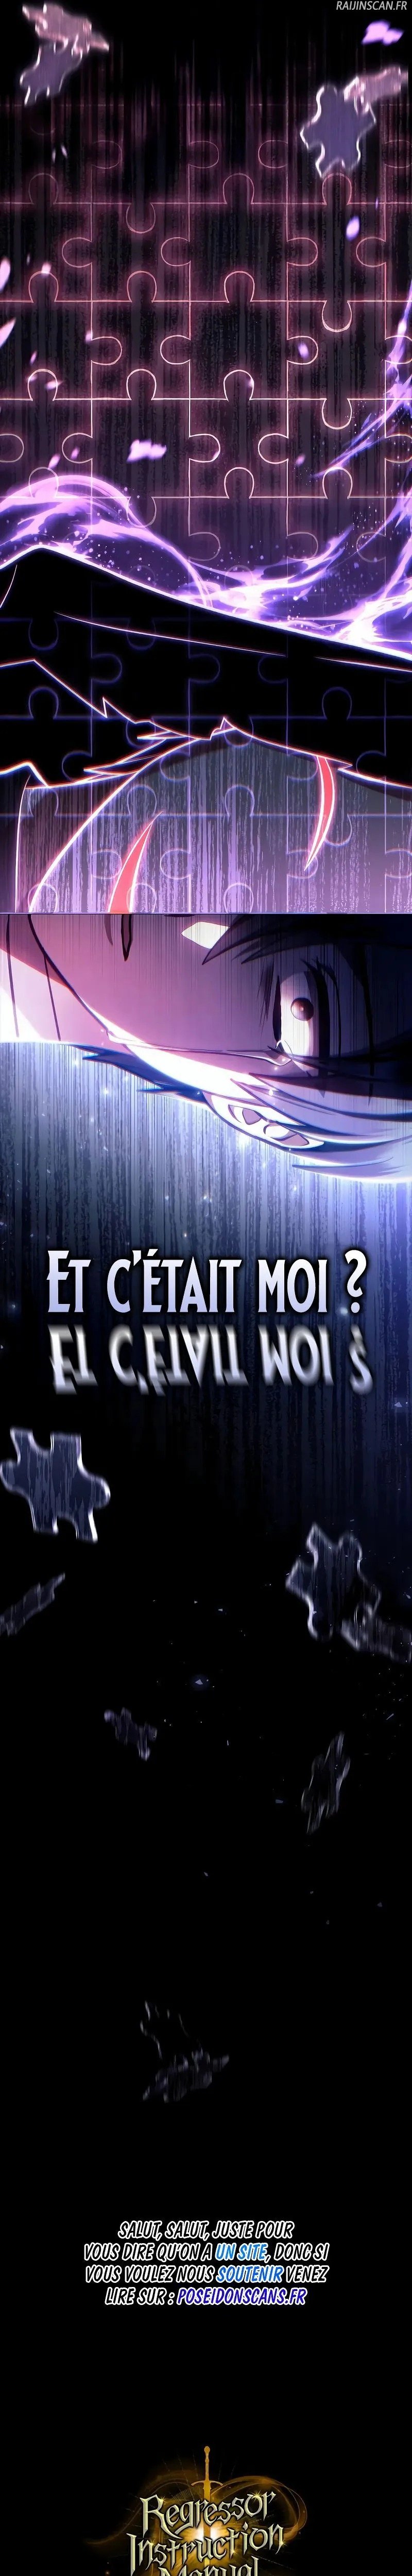 RAIJINSCAN.FR
ET C'ÉTAIT MOI ?
ET C'ÉTAIT MOI ?
SALUT, SALUT, JUSTE POUR
VOUS DIRE QU'ON A UN SITE, DONC SI
VOUS VOULEZ NOUS SOUTENIR VENEZ
LIRE SUR : POSEIDONSCANS.FR
Regressor
Instruction
Manual